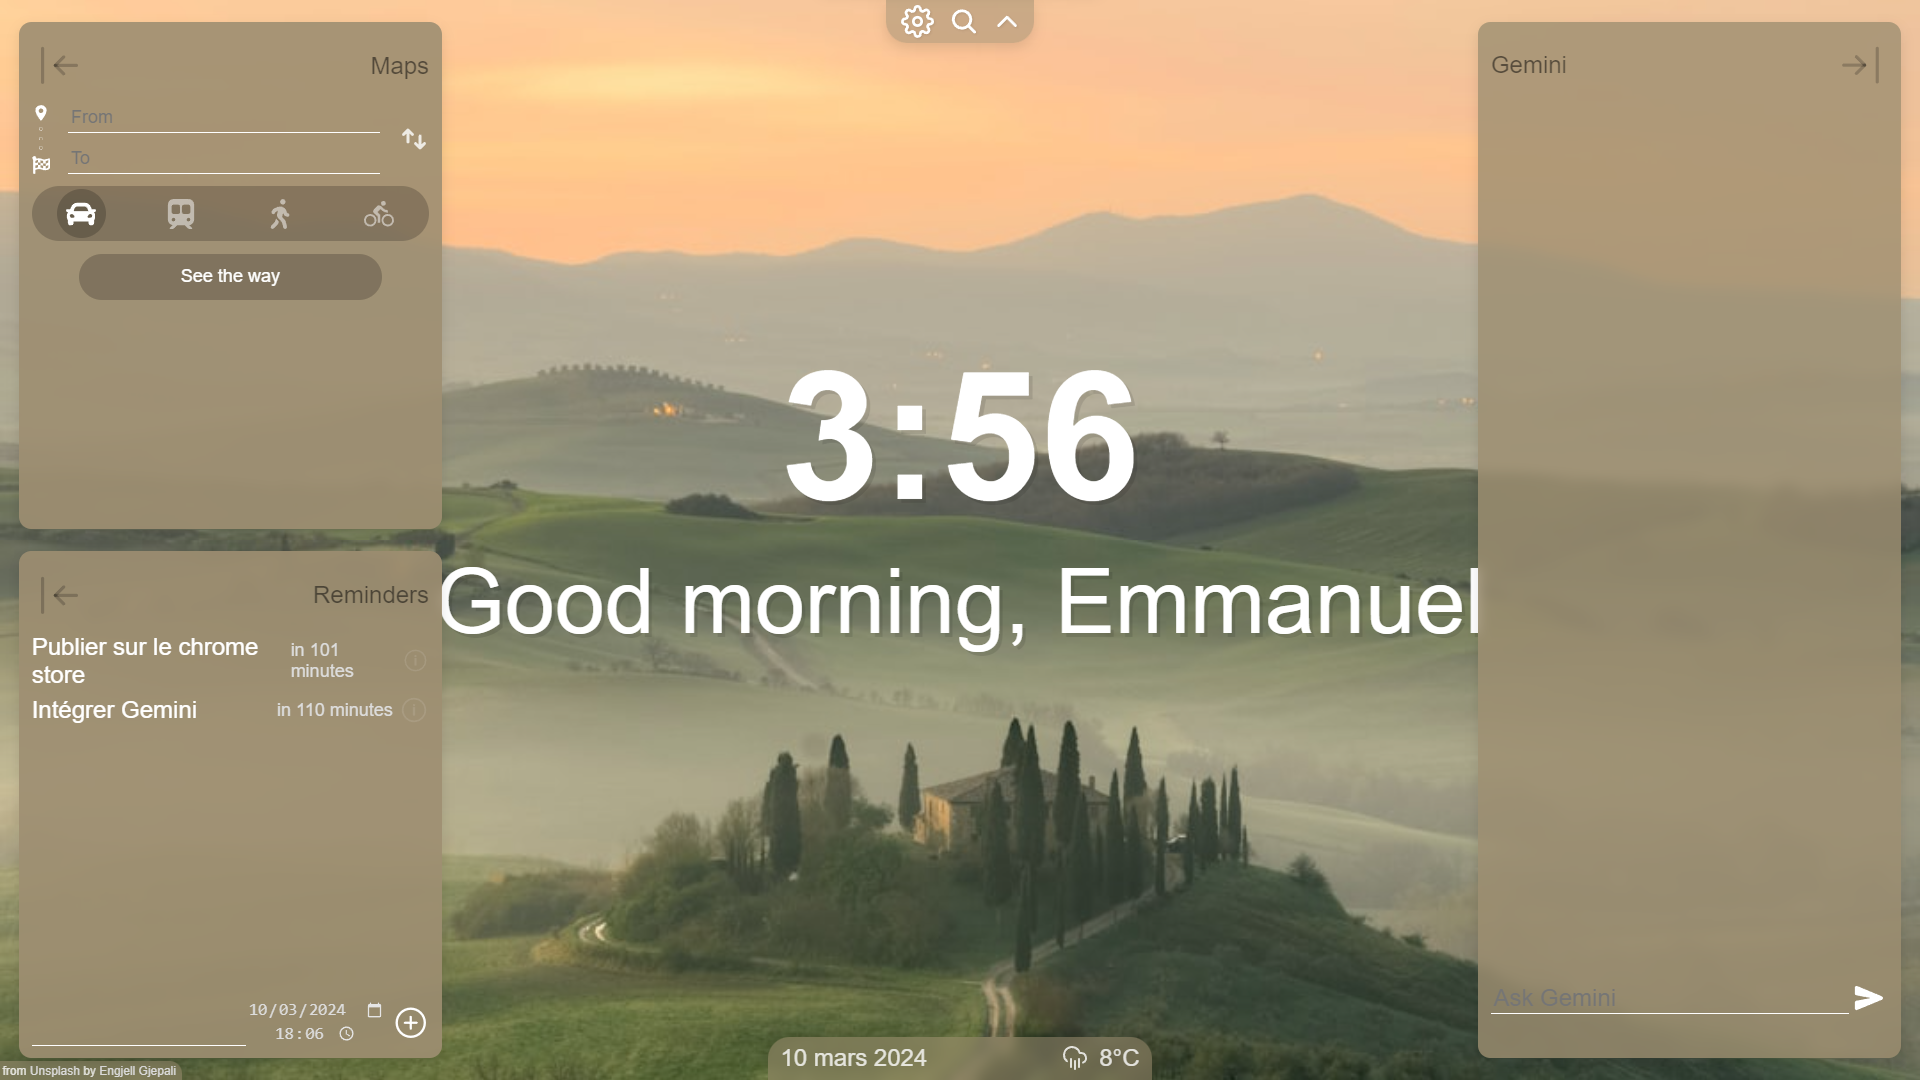 Maps
From
To
See the way
Reminders
Publier sur le chrome
store
in 101
minutes
Intégrer Gemini
in 110 minutes
10/03/2024
18:06
from Unsplash by Engjell Gjepali
3:56
Good morning, Emmanuel
10 mars 2024
8°C
Gemini
Ask Gemini